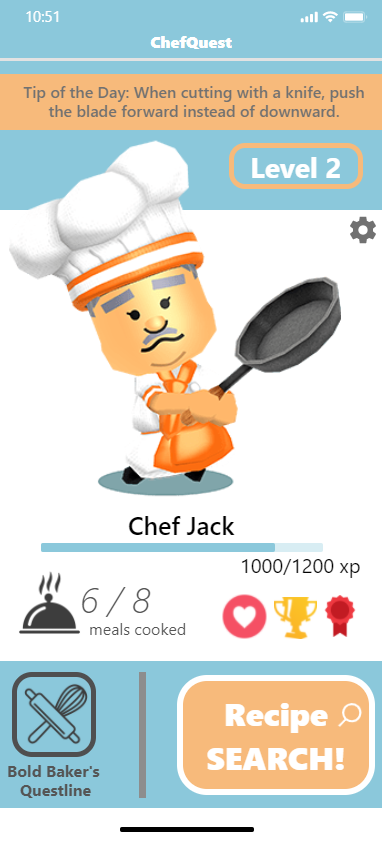 10:51
ChefQuest
Tip of the Day: When cutting with a knife, push
the blade forward instead of downward.
Level 2
Chef Jack
1000/1200 xp
6 / 8
meals cooked
Bold Baker's
Questline
Recipe
SEARCH!